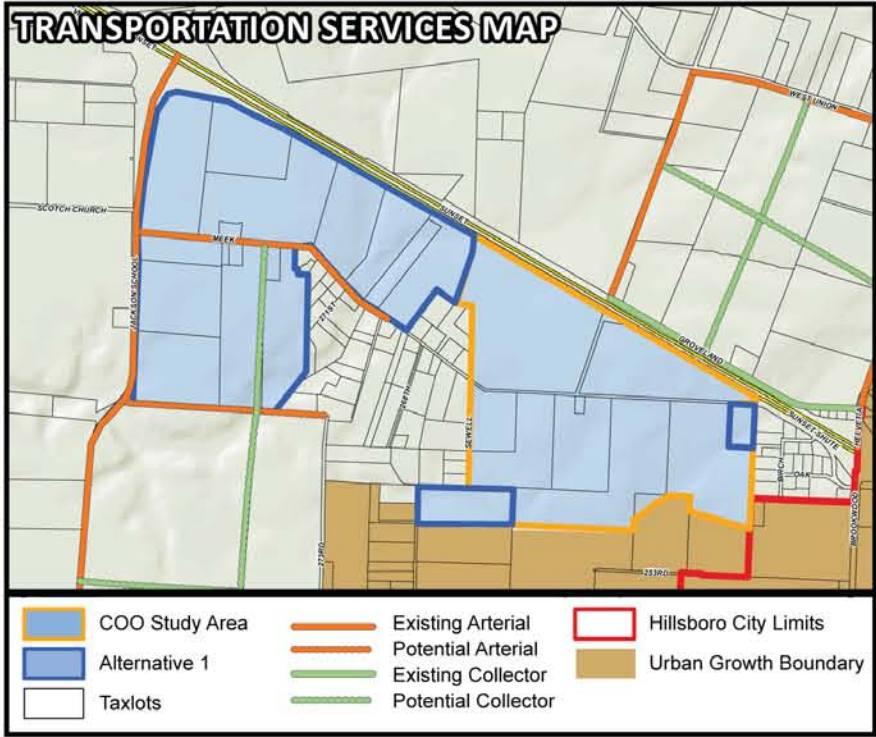 TRANSPORTATION SERVICES MAP
WEST UNION
SCOTCH CHURCH
SUNSET
MEEK
JACKSON SCHOOL
271ST
268TH
SEWELL
GROVELAND
SUNSET-SHUTE
HELVETIA
BIRCH
OAK
BROOKWOOD
273RD
253RD
COO Study Area
Alternative 1
Taxlots
Existing Arterial
Potential Arterial
Existing Collector
Potential Collector
Hillsboro City Limits
Urban Growth Boundary